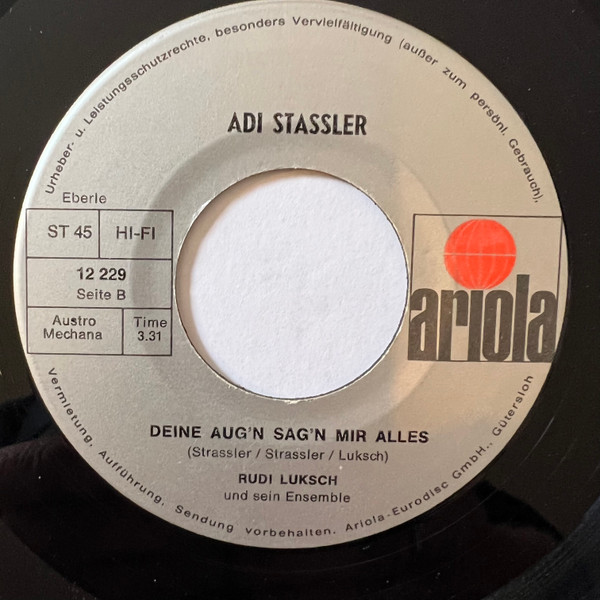 Urheber- u. Leistungsschutzrechte, besonders Vervielfältigung (außer zum persönl. Gebrauch),
ADI STASSLER
Eberle
ST 45 HI-FI
12 229
Seite B
Austro Time
Mechana 3.31
ariola
DEINE AUG'N SAG'N MIR ALLES
(Strassler / Strassler / Luksch)
RUDI LUKSCH
und sein Ensemble
Vermietung, Aufführung, Sendung vorbehalten. Ariola-Eurodisc GmbH., Gütersloh